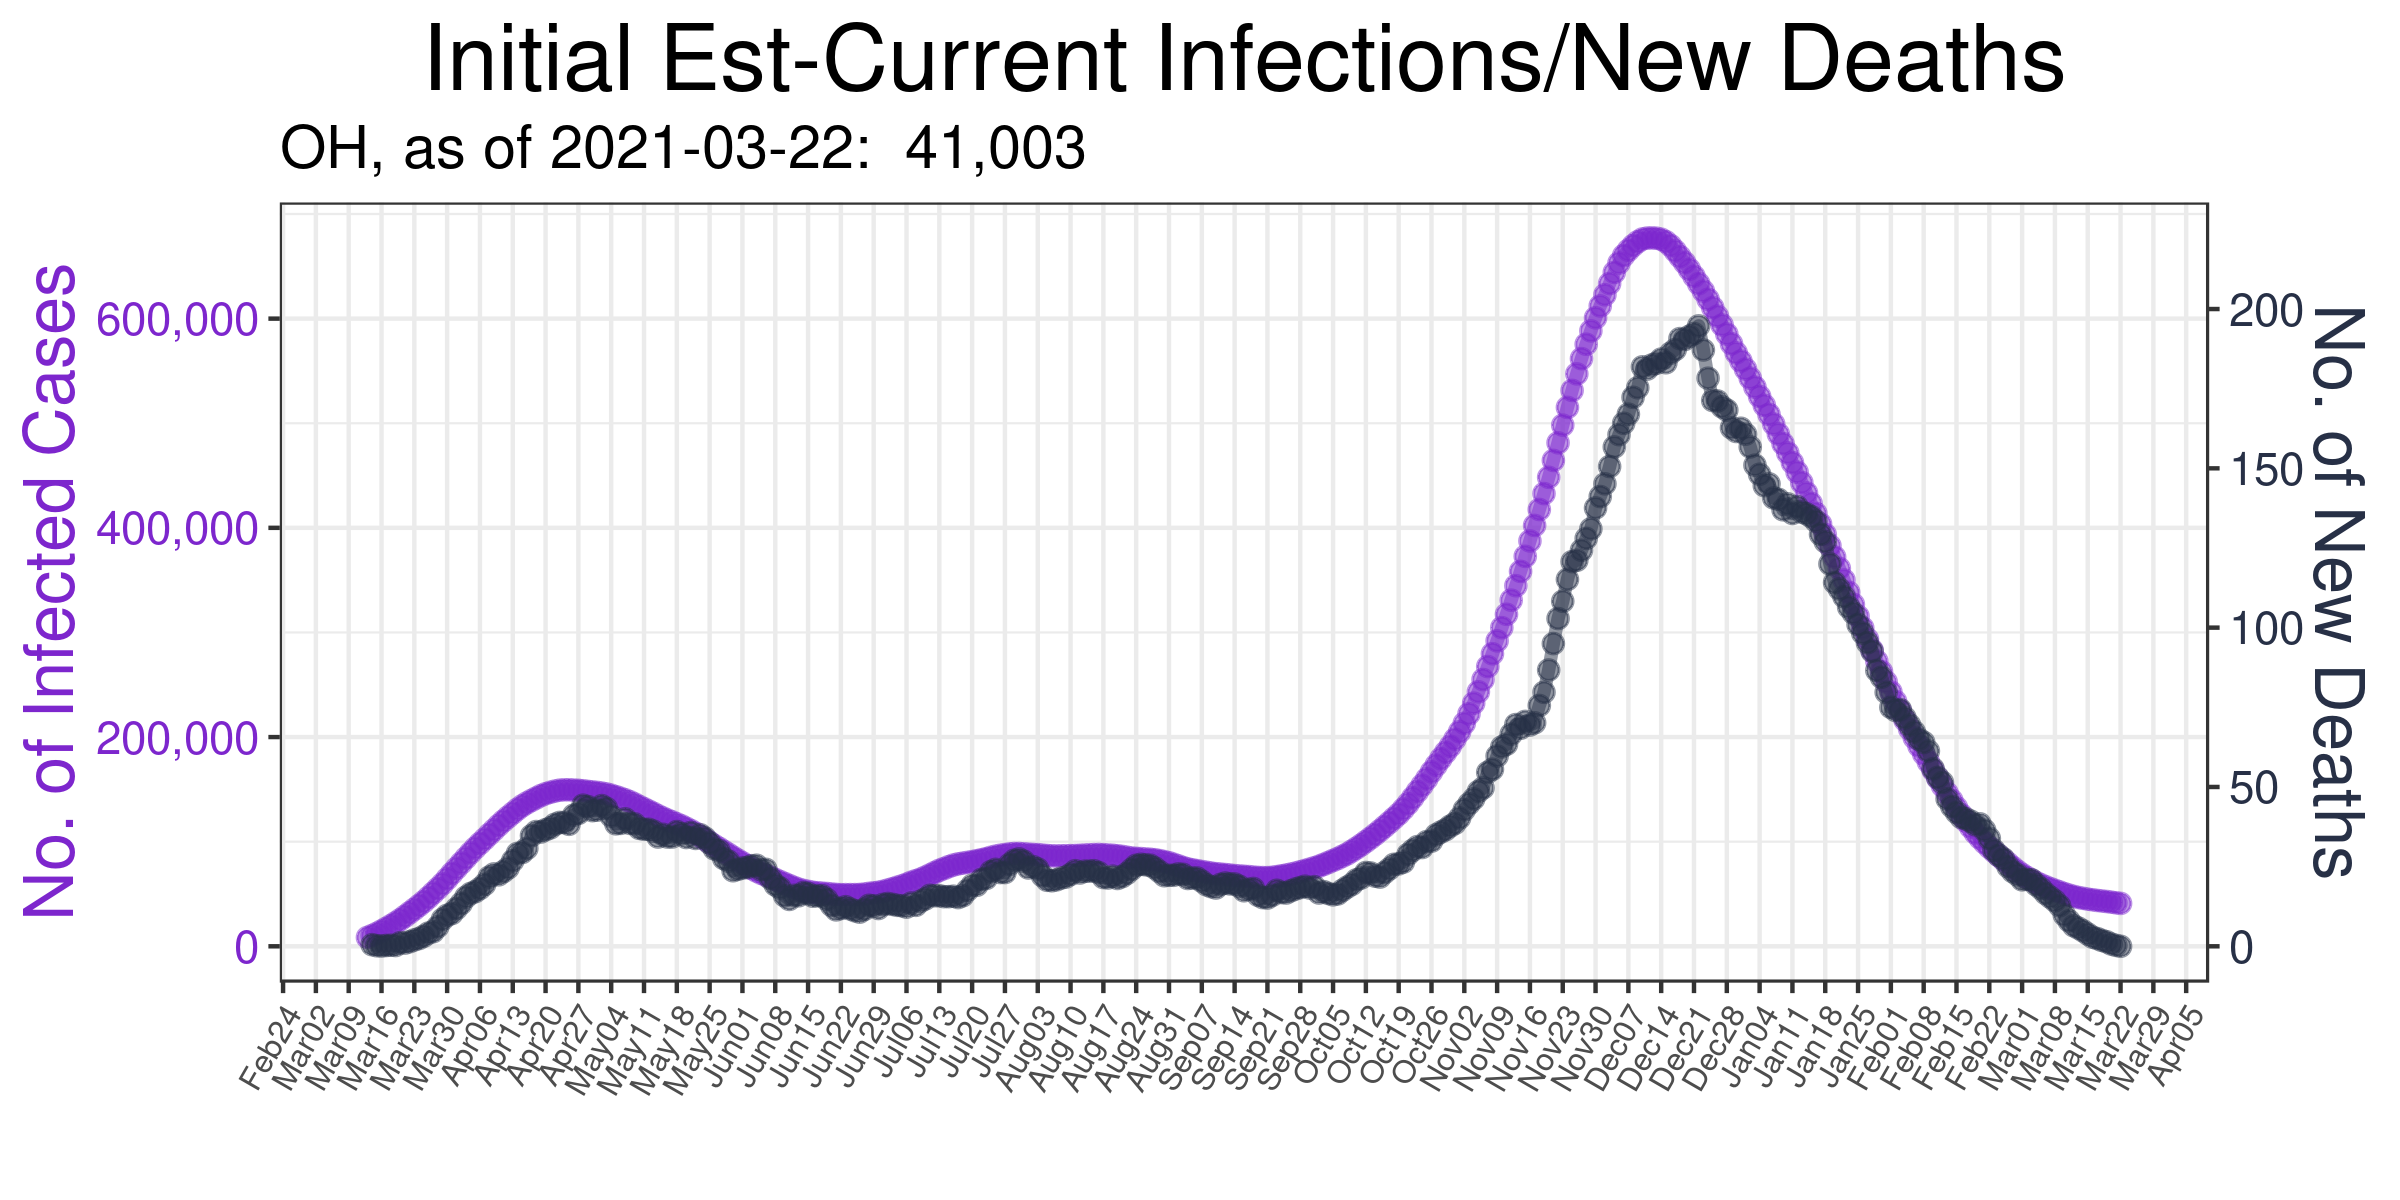 Initial Est-Current Infections/New Deaths
OH, as of 2021-03-22:  41,003
No. of Infected Cases
600,000
400,000
200,000
0
No. of New Deaths
200
150
100
50
0
Feb24
Mar02
Mar09
Mar16
Mar23
Mar30
Apr06
Apr13
Apr20
Apr27
May04
May11
May18
May25
Jun01
Jun08
Jun15
Jun22
Jun29
Jul06
Jul13
Jul20
Jul27
Aug03
Aug10
Aug17
Aug24
Aug31
Sep07
Sep14
Sep21
Sep28
Oct05
Oct12
Oct19
Oct26
Nov02
Nov09
Nov16
Nov23
Nov30
Dec07
Dec14
Dec21
Dec28
Jan04
Jan11
Jan18
Jan25
Feb01
Feb08
Feb15
Feb22
Mar01
Mar08
Mar15
Mar22
Mar29
Apr05